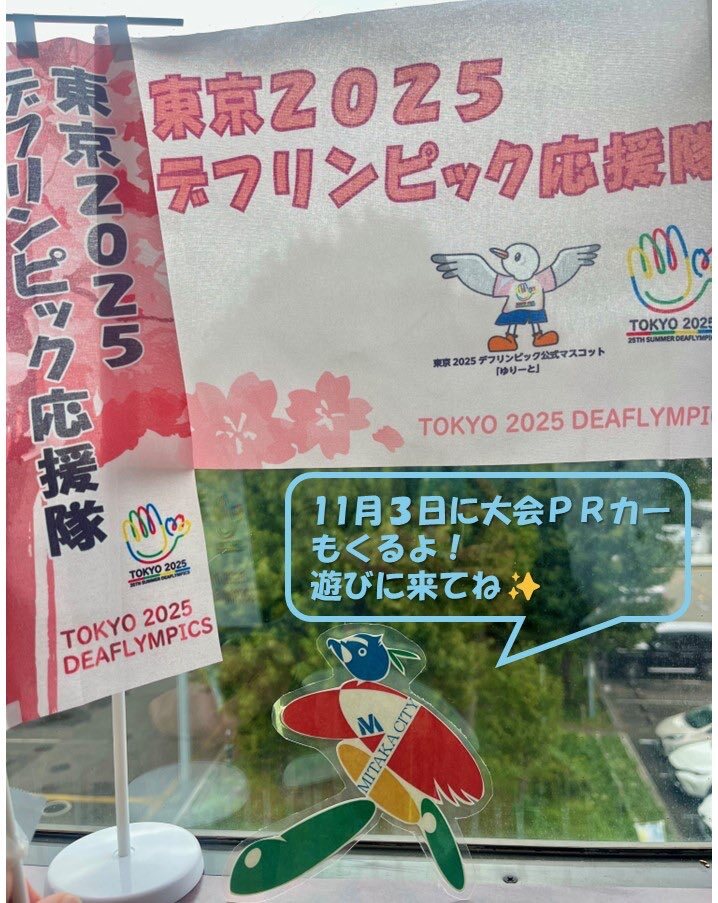 東京2025
デフリンピック応援隊
TOKYO 2025
25TH SUMMER DEAFLYMPICS
TOKYO 2025
DEAFLYMPICS
東京2025
デフリンピック応援隊
TOKYO 2025
25TH SUMMER
東京2025デフリンピック公式マスコット
「ゆりーと」
TOKYO 2025
11月3日に大会PRカー
もくるよ！
遊びに来てね✨
M
MITAKA CITY